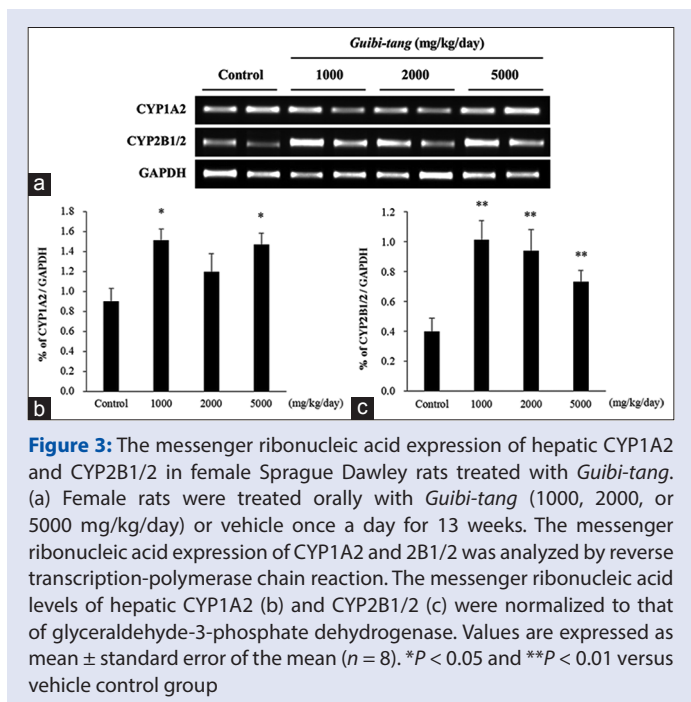 Guibi-tang (mg/kg/day)
Control 1000 2000 5000
CYP1A2
CYP2B1/2
GAPDH
a
% of CYP1A2/ GAPDH
1.8
1.6
1.4
1.2
1.0
0.8
0.6
0.4
0.2
0.0
* *
Control 1000 2000 5000 (mg/kg/day)
b
% of CYP2B1/2 / GAPDH
1.2
1.0
0.8
0.6
0.4
0.2
0.0
** ** **
Control 1000 2000 5000 (mg/kg/day)
c
Figure 3: The messenger ribonucleic acid expression of hepatic CYP1A2
and CYP2B1/2 in female Sprague Dawley rats treated with Guibi-tang.
(a) Female rats were treated orally with Guibi-tang (1000, 2000, or
5000 mg/kg/day) or vehicle once a day for 13 weeks. The messenger
ribonucleic acid expression of CYP1A2 and 2B1/2 was analyzed by reverse
transcription-polymerase chain reaction. The messenger ribonucleic acid
levels of hepatic CYP1A2 (b) and CYP2B1/2 (c) were normalized to that
of glyceraldehyde-3-phosphate dehydrogenase. Values are expressed as
mean ± standard error of the mean (n = 8). *P < 0.05 and **P < 0.01 versus
vehicle control group